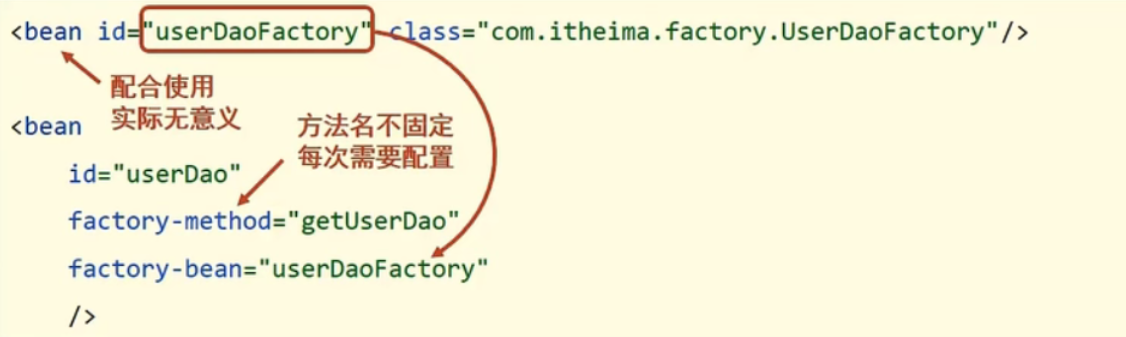 <bean id="userDaoFactory" class="com.itheima.factory.UserDaoFactory"/>
配合使用
实际无意义
<bean
方法名不固定
每次需要配置
id="userDao"
factory-method="getUserDao"
factory-bean="userDaoFactory"
/>